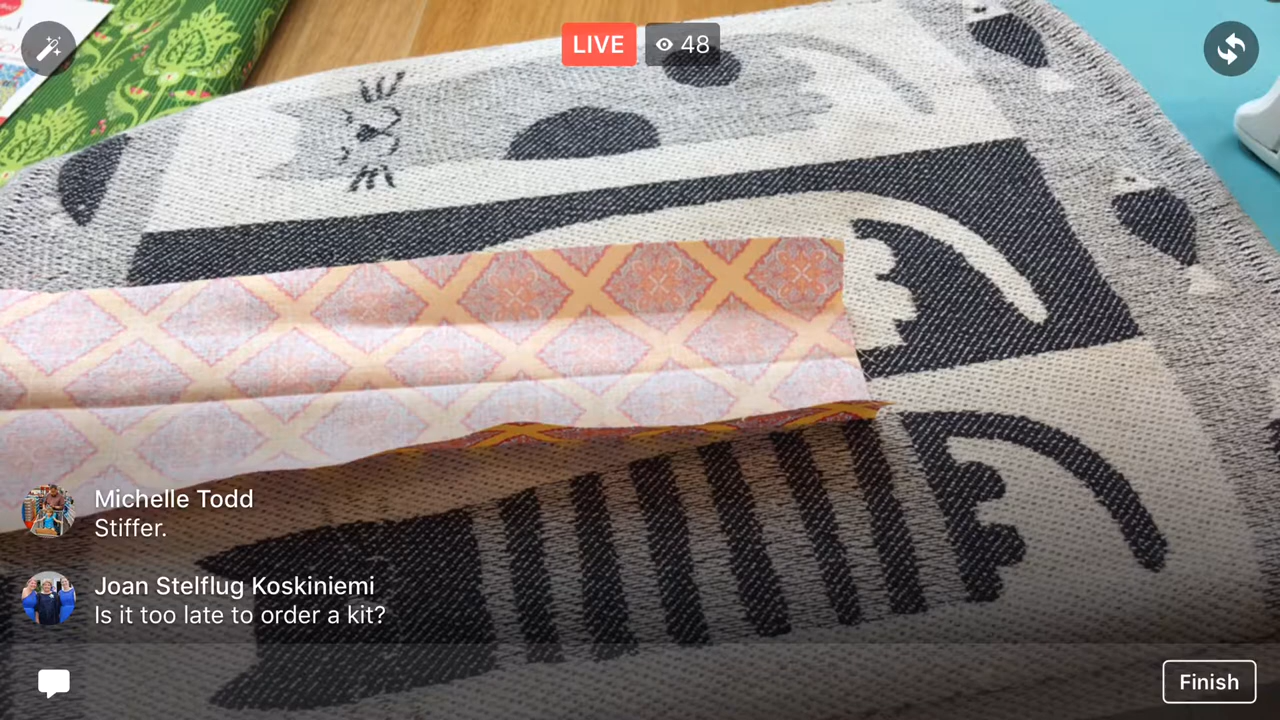 LIVE
48
Michelle Todd
Stiffer.
Joan Stelflug Koskiniemi
Is it too late to order a kit?
Finish